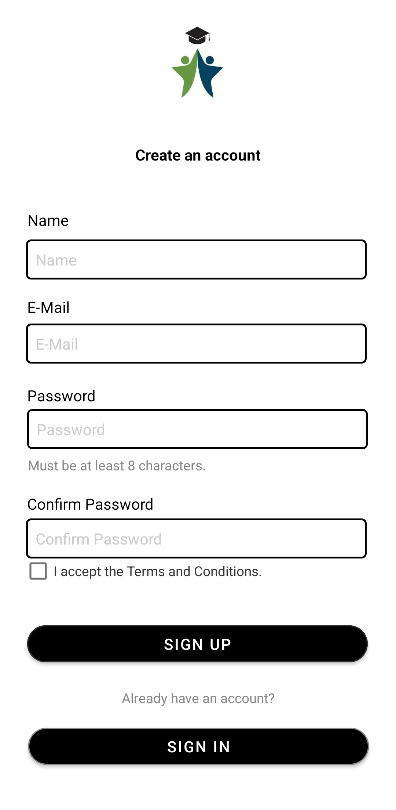 Create an account
Name
Name
E-Mail
E-Mail
Password
Password
Must be at least 8 characters.
Confirm Password
Confirm Password
I accept the Terms and Conditions.
SIGN UP
Already have an account?
SIGN IN